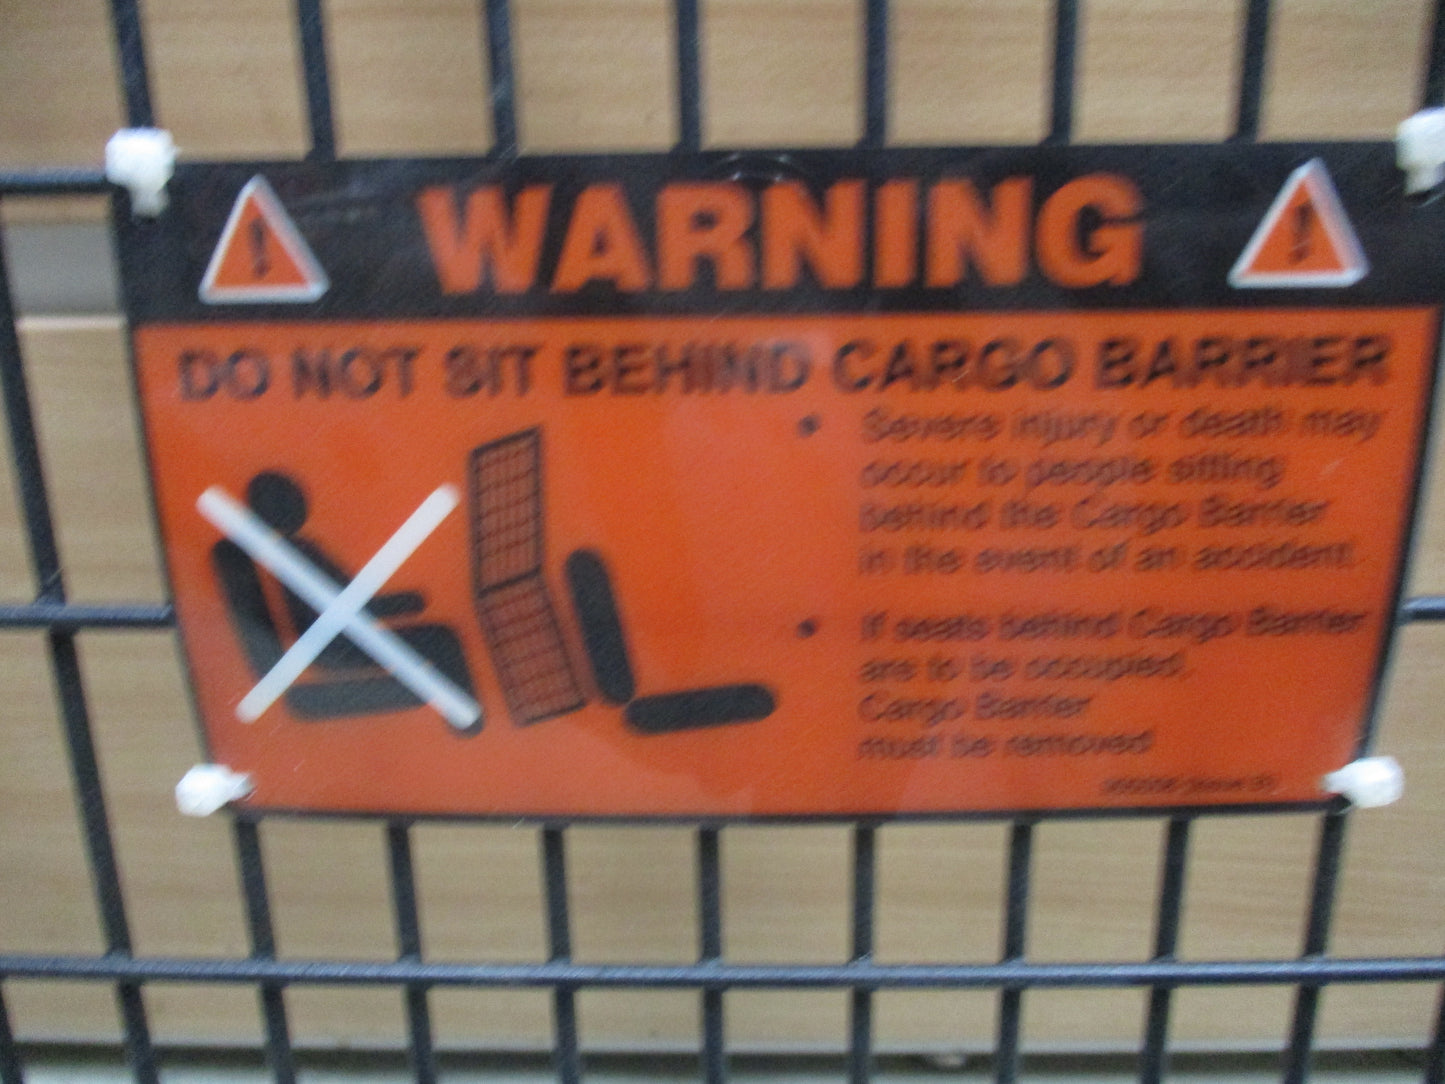 WARNING
DO NOT SIT BEHIND CARGO BARRIER
• Severe injury or death may
occur to people sitting
behind the Cargo Barrier
in the event of an accident.
• If seats behind Cargo Barrier
are to be occupied,
Cargo Barrier
must be removed